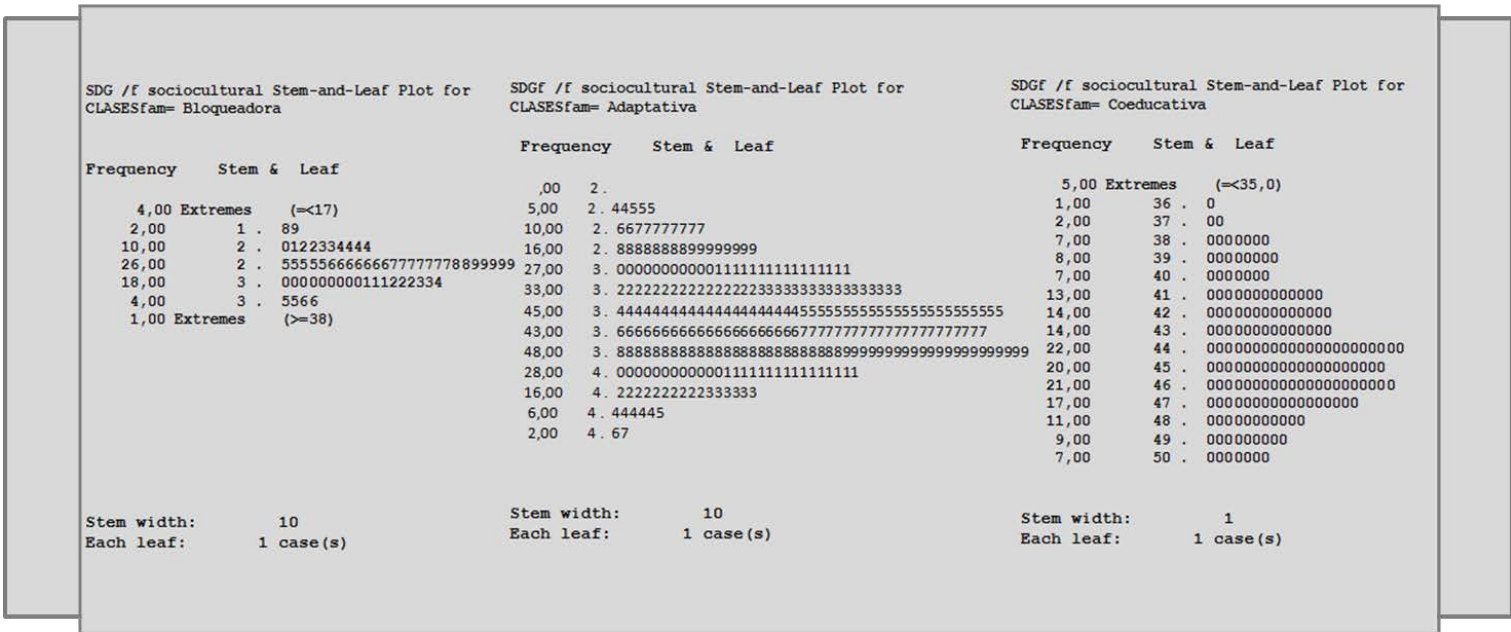 SDG /f sociocultural Stem-and-Leaf Plot for
CLASESfam= Bloqueadora
Frequency Stem & Leaf
4,00 Extremes (=<17)
2,00 1 . 89
10,00 2 . 0122334444
26,00 2 . 55555666666677777778899999
18,00 3 . 000000000111222334
4,00 3 . 5566
1,00 Extremes (>=38)
Stem width: 10
Each leaf: 1 case(s)
SDGf /f sociocultural Stem-and-Leaf Plot for
CLASESfam= Adaptativa
Frequency Stem & Leaf
,00 2 .
5,00 2 . 44555
10,00 2 . 6677777777
16,00 2 . 8888888899999999
27,00 3 . 000000000001111111111111111
33,00 3 . 222222222222222233333333333333333
45,00 3 . 444444444444444444444555555555555555555555555
43,00 3 . 6666666666666666666667777777777777777777777
48,00 3 . 888888888888888888888888889999999999999999999999
28,00 4 . 0000000000000111111111111111
16,00 4 . 2222222222333333
6,00 4 . 444445
2,00 4 . 67
Stem width: 10
Each leaf: 1 case(s)
SDGf /f sociocultural Stem-and-Leaf Plot for
CLASESfam= Coeducativa
Frequency Stem & Leaf
5,00 Extremes (=<35,0)
1,00 36 . 0
2,00 37 . 00
7,00 38 . 0000000
8,00 39 . 00000000
7,00 40 . 0000000
13,00 41 . 0000000000000
14,00 42 . 00000000000000
14,00 43 . 00000000000000
22,00 44 . 0000000000000000000000
20,00 45 . 00000000000000000000
21,00 46 . 000000000000000000000
17,00 47 . 00000000000000000
11,00 48 . 00000000000
9,00 49 . 000000000
7,00 50 . 0000000
Stem width: 1
Each leaf: 1 case(s)